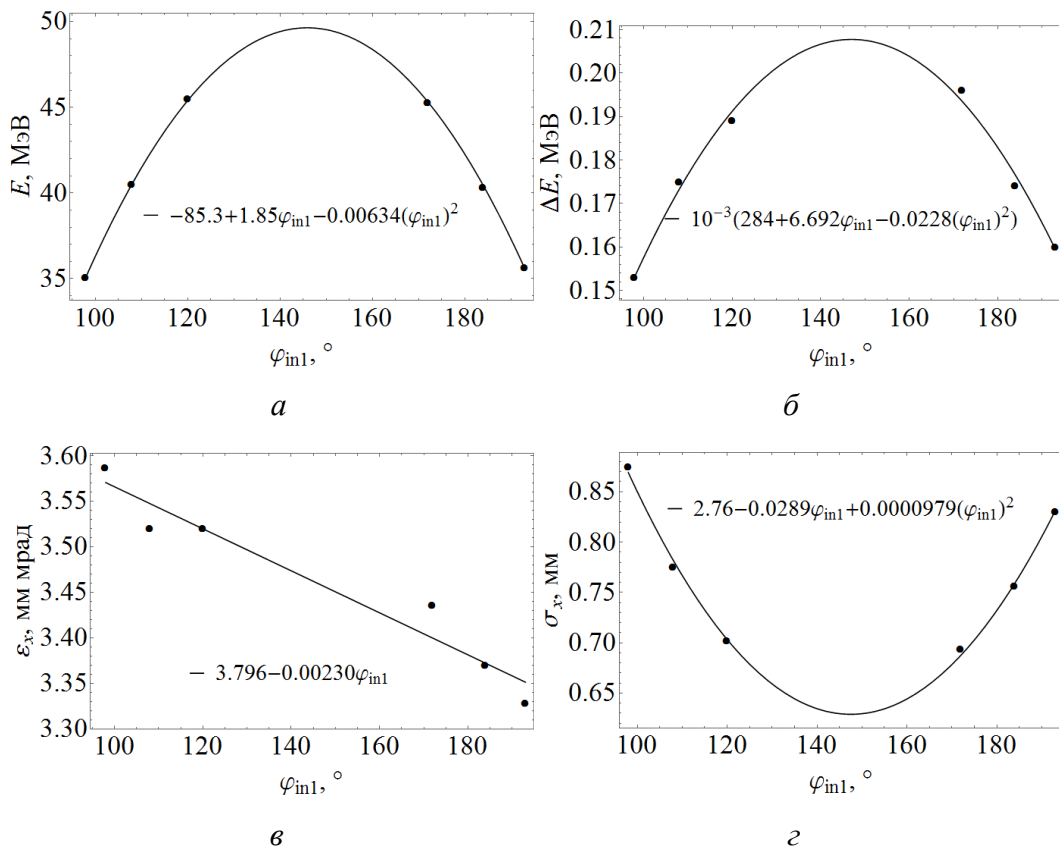 50
45
40
35
E, МэВ
— −85.3+1.85φin1−0.00634(φin1)²
100 120 140 160 180
φin1, °
а
0.21
0.20
0.19
0.18
0.17
0.16
0.15
ΔE, МэВ
— 10⁻³(284+6.692φin1−0.0228(φin1)²)
100 120 140 160 180
φin1, °
б
3.60
3.55
3.50
3.45
3.40
3.35
3.30
εx, мм мрад
— 3.796−0.00230φin1
100 120 140 160 180
φin1, °
в
0.85
0.80
0.75
0.70
0.65
σx, мм
— 2.76−0.0289φin1+0.0000979(φin1)²
100 120 140 160 180
φin1, °
г